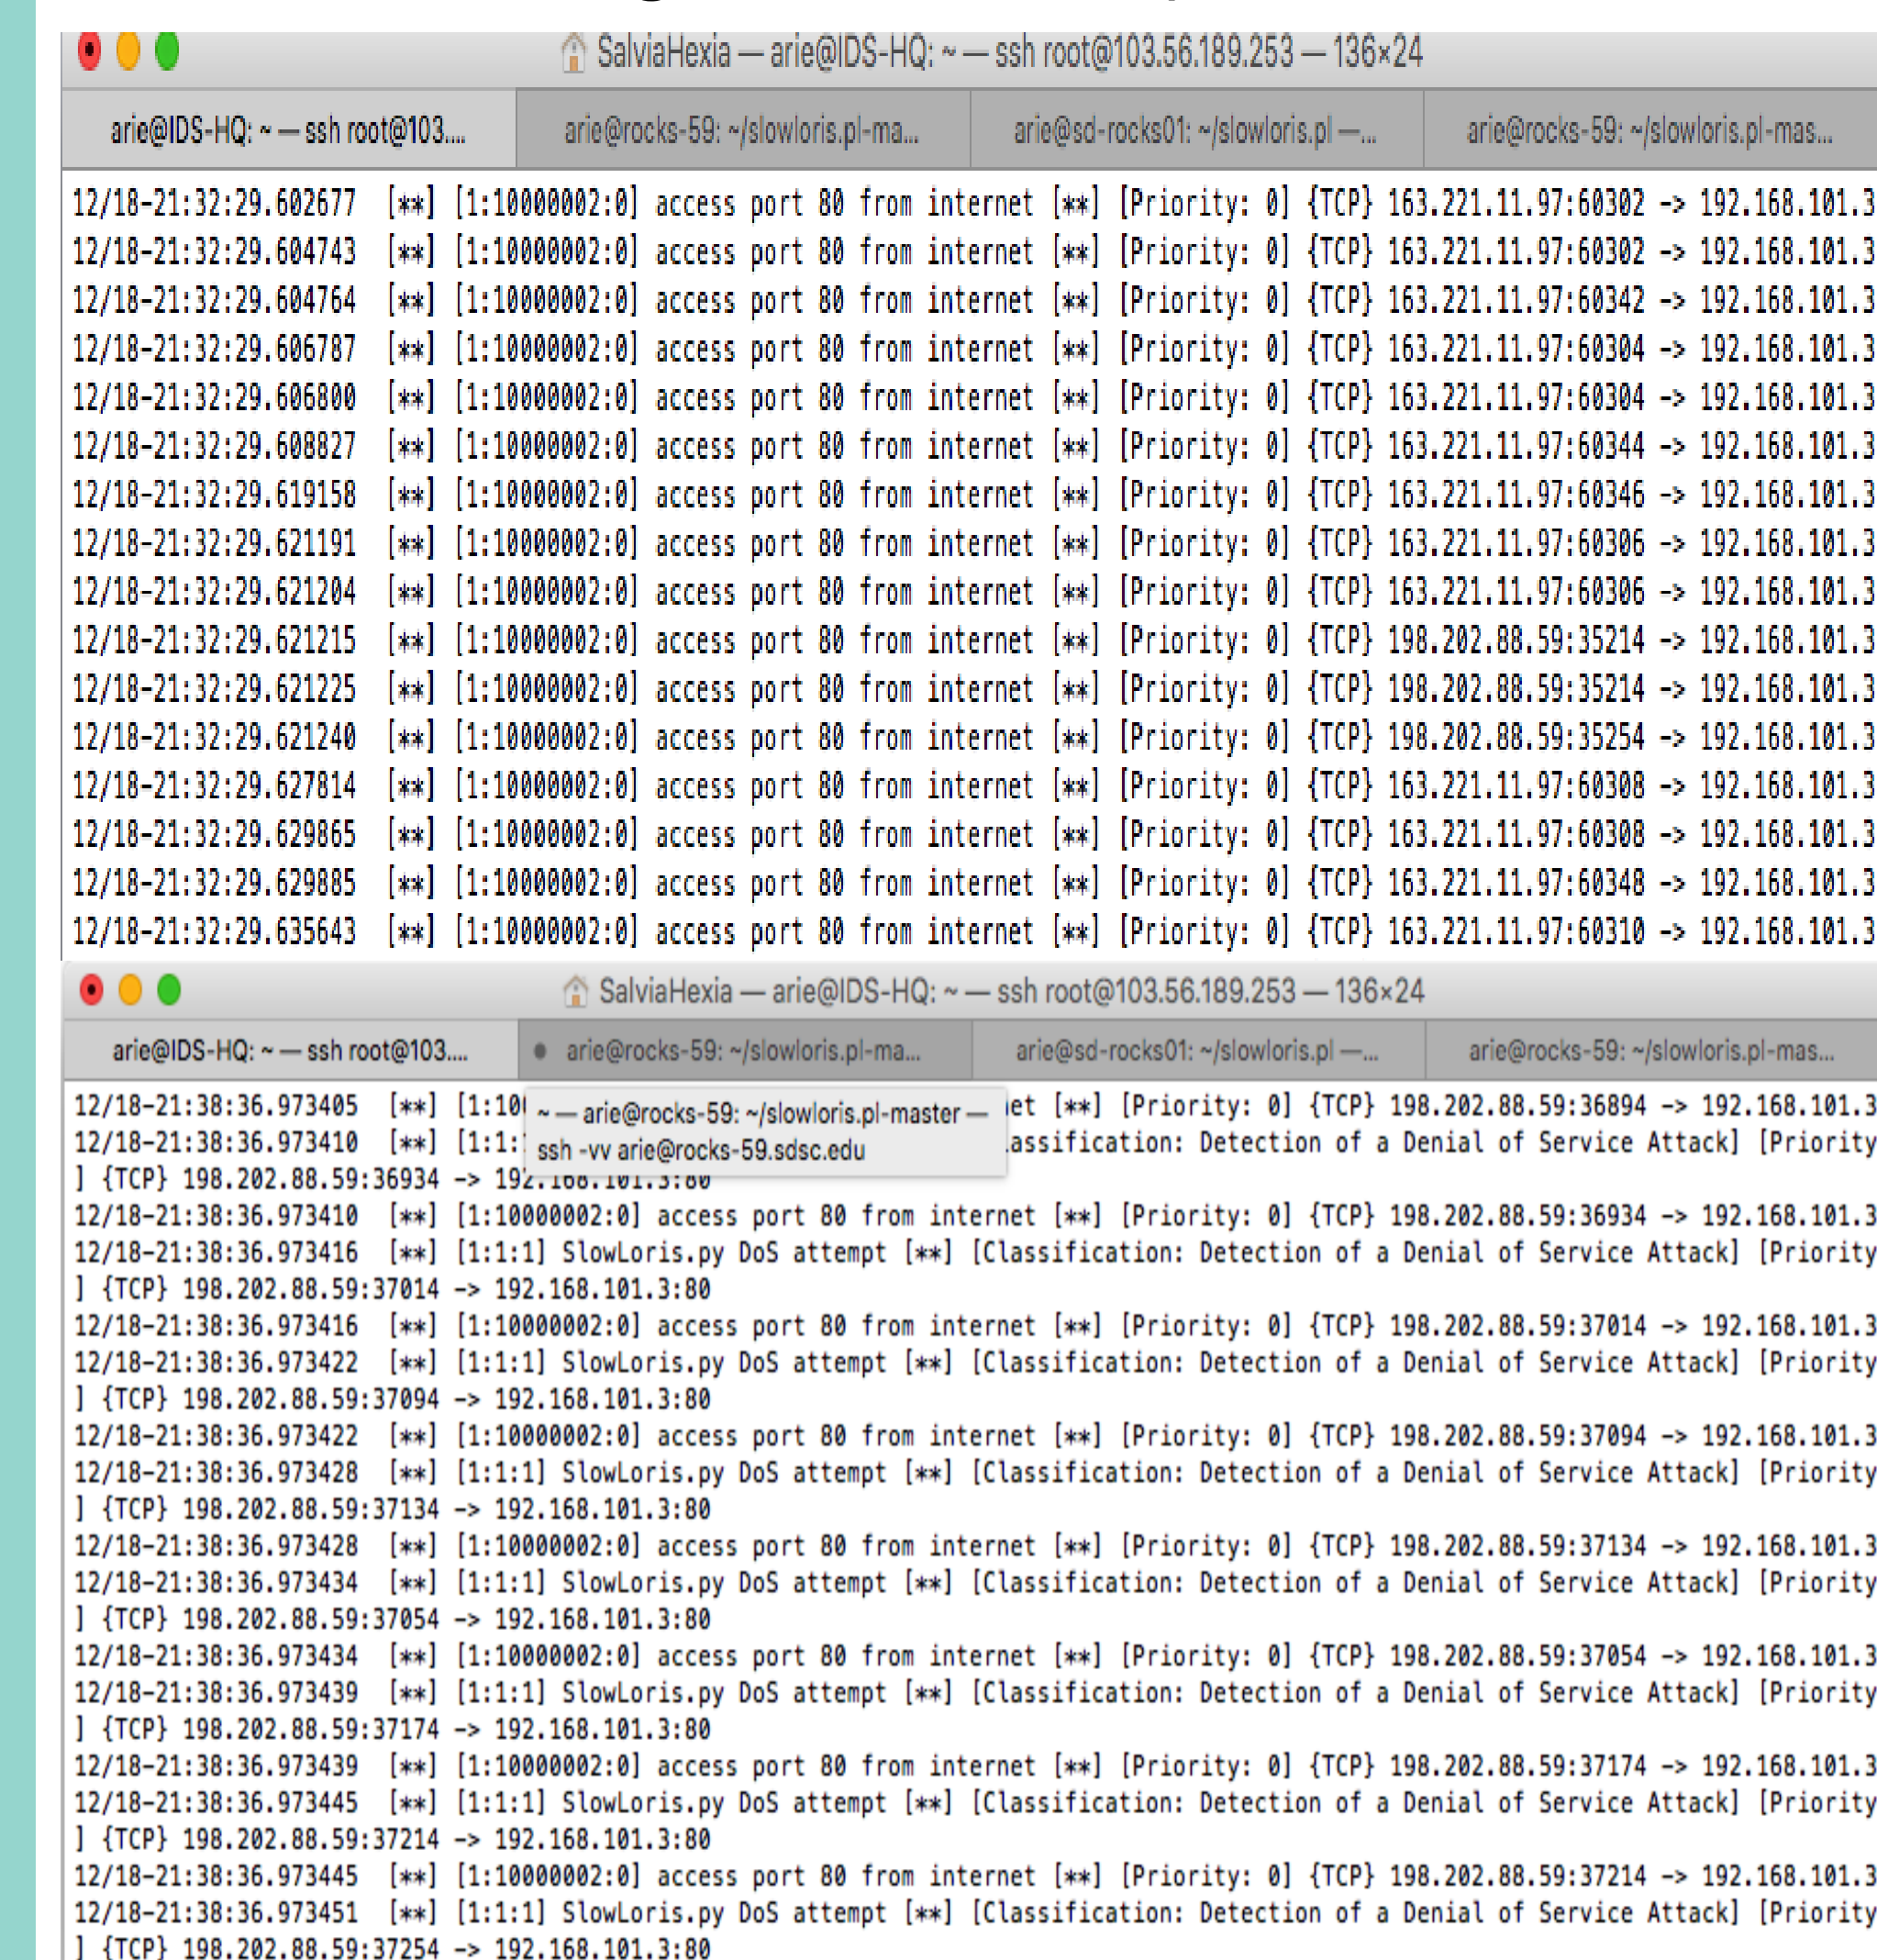 SalviaHexia — arie@IDS-HQ: ~ — ssh root@103.56.189.253 — 136×24
arie@IDS-HQ: ~ — ssh root@103.... arie@rocks-59: ~/slowloris.pl-ma... arie@sd-rocks01: ~/slowloris.pl —... arie@rocks-59: ~/slowloris.pl-mas...
12/18-21:32:29.602677 [**] [1:10000002:0] access port 80 from internet [**] [Priority: 0] {TCP} 163.221.11.97:60302 -> 192.168.101.3
12/18-21:32:29.604743 [**] [1:10000002:0] access port 80 from internet [**] [Priority: 0] {TCP} 163.221.11.97:60302 -> 192.168.101.3
12/18-21:32:29.604764 [**] [1:10000002:0] access port 80 from internet [**] [Priority: 0] {TCP} 163.221.11.97:60342 -> 192.168.101.3
12/18-21:32:29.606787 [**] [1:10000002:0] access port 80 from internet [**] [Priority: 0] {TCP} 163.221.11.97:60304 -> 192.168.101.3
12/18-21:32:29.606800 [**] [1:10000002:0] access port 80 from internet [**] [Priority: 0] {TCP} 163.221.11.97:60304 -> 192.168.101.3
12/18-21:32:29.608827 [**] [1:10000002:0] access port 80 from internet [**] [Priority: 0] {TCP} 163.221.11.97:60344 -> 192.168.101.3
12/18-21:32:29.619158 [**] [1:10000002:0] access port 80 from internet [**] [Priority: 0] {TCP} 163.221.11.97:60346 -> 192.168.101.3
12/18-21:32:29.621191 [**] [1:10000002:0] access port 80 from internet [**] [Priority: 0] {TCP} 163.221.11.97:60306 -> 192.168.101.3
12/18-21:32:29.621204 [**] [1:10000002:0] access port 80 from internet [**] [Priority: 0] {TCP} 163.221.11.97:60306 -> 192.168.101.3
12/18-21:32:29.621215 [**] [1:10000002:0] access port 80 from internet [**] [Priority: 0] {TCP} 198.202.88.59:35214 -> 192.168.101.3
12/18-21:32:29.621225 [**] [1:10000002:0] access port 80 from internet [**] [Priority: 0] {TCP} 198.202.88.59:35214 -> 192.168.101.3
12/18-21:32:29.621240 [**] [1:10000002:0] access port 80 from internet [**] [Priority: 0] {TCP} 198.202.88.59:35254 -> 192.168.101.3
12/18-21:32:29.627814 [**] [1:10000002:0] access port 80 from internet [**] [Priority: 0] {TCP} 163.221.11.97:60308 -> 192.168.101.3
12/18-21:32:29.629865 [**] [1:10000002:0] access port 80 from internet [**] [Priority: 0] {TCP} 163.221.11.97:60308 -> 192.168.101.3
12/18-21:32:29.629885 [**] [1:10000002:0] access port 80 from internet [**] [Priority: 0] {TCP} 163.221.11.97:60348 -> 192.168.101.3
12/18-21:32:29.635643 [**] [1:10000002:0] access port 80 from internet [**] [Priority: 0] {TCP} 163.221.11.97:60310 -> 192.168.101.3
SalviaHexia — arie@IDS-HQ: ~ — ssh root@103.56.189.253 — 136×24
arie@IDS-HQ: ~ — ssh root@103.... arie@rocks-59: ~/slowloris.pl-ma... arie@sd-rocks01: ~/slowloris.pl —... arie@rocks-59: ~/slowloris.pl-mas...
12/18-21:38:36.973405 [**] [1:10 et [**] [Priority: 0] {TCP} 198.202.88.59:36894 -> 192.168.101.3
~ — arie@rocks-59: ~/slowloris.pl-master —
12/18-21:38:36.973410 [**] [1:1: assification: Detection of a Denial of Service Attack] [Priority
ssh -vv arie@rocks-59.sdsc.edu
] {TCP} 198.202.88.59:36934 -> 192.168.101.3:80
12/18-21:38:36.973410 [**] [1:10000002:0] access port 80 from internet [**] [Priority: 0] {TCP} 198.202.88.59:36934 -> 192.168.101.3
12/18-21:38:36.973416 [**] [1:1:1] SlowLoris.py DoS attempt [**] [Classification: Detection of a Denial of Service Attack] [Priority
] {TCP} 198.202.88.59:37014 -> 192.168.101.3:80
12/18-21:38:36.973416 [**] [1:10000002:0] access port 80 from internet [**] [Priority: 0] {TCP} 198.202.88.59:37014 -> 192.168.101.3
12/18-21:38:36.973422 [**] [1:1:1] SlowLoris.py DoS attempt [**] [Classification: Detection of a Denial of Service Attack] [Priority
] {TCP} 198.202.88.59:37094 -> 192.168.101.3:80
12/18-21:38:36.973422 [**] [1:10000002:0] access port 80 from internet [**] [Priority: 0] {TCP} 198.202.88.59:37094 -> 192.168.101.3
12/18-21:38:36.973428 [**] [1:1:1] SlowLoris.py DoS attempt [**] [Classification: Detection of a Denial of Service Attack] [Priority
] {TCP} 198.202.88.59:37134 -> 192.168.101.3:80
12/18-21:38:36.973428 [**] [1:10000002:0] access port 80 from internet [**] [Priority: 0] {TCP} 198.202.88.59:37134 -> 192.168.101.3
12/18-21:38:36.973434 [**] [1:1:1] SlowLoris.py DoS attempt [**] [Classification: Detection of a Denial of Service Attack] [Priority
] {TCP} 198.202.88.59:37054 -> 192.168.101.3:80
12/18-21:38:36.973434 [**] [1:10000002:0] access port 80 from internet [**] [Priority: 0] {TCP} 198.202.88.59:37054 -> 192.168.101.3
12/18-21:38:36.973439 [**] [1:1:1] SlowLoris.py DoS attempt [**] [Classification: Detection of a Denial of Service Attack] [Priority
] {TCP} 198.202.88.59:37174 -> 192.168.101.3:80
12/18-21:38:36.973439 [**] [1:10000002:0] access port 80 from internet [**] [Priority: 0] {TCP} 198.202.88.59:37174 -> 192.168.101.3
12/18-21:38:36.973445 [**] [1:1:1] SlowLoris.py DoS attempt [**] [Classification: Detection of a Denial of Service Attack] [Priority
] {TCP} 198.202.88.59:37214 -> 192.168.101.3:80
12/18-21:38:36.973445 [**] [1:10000002:0] access port 80 from internet [**] [Priority: 0] {TCP} 198.202.88.59:37214 -> 192.168.101.3
12/18-21:38:36.973451 [**] [1:1:1] SlowLoris.py DoS attempt [**] [Classification: Detection of a Denial of Service Attack] [Priority
] {TCP} 198.202.88.59:37254 -> 192.168.101.3:80